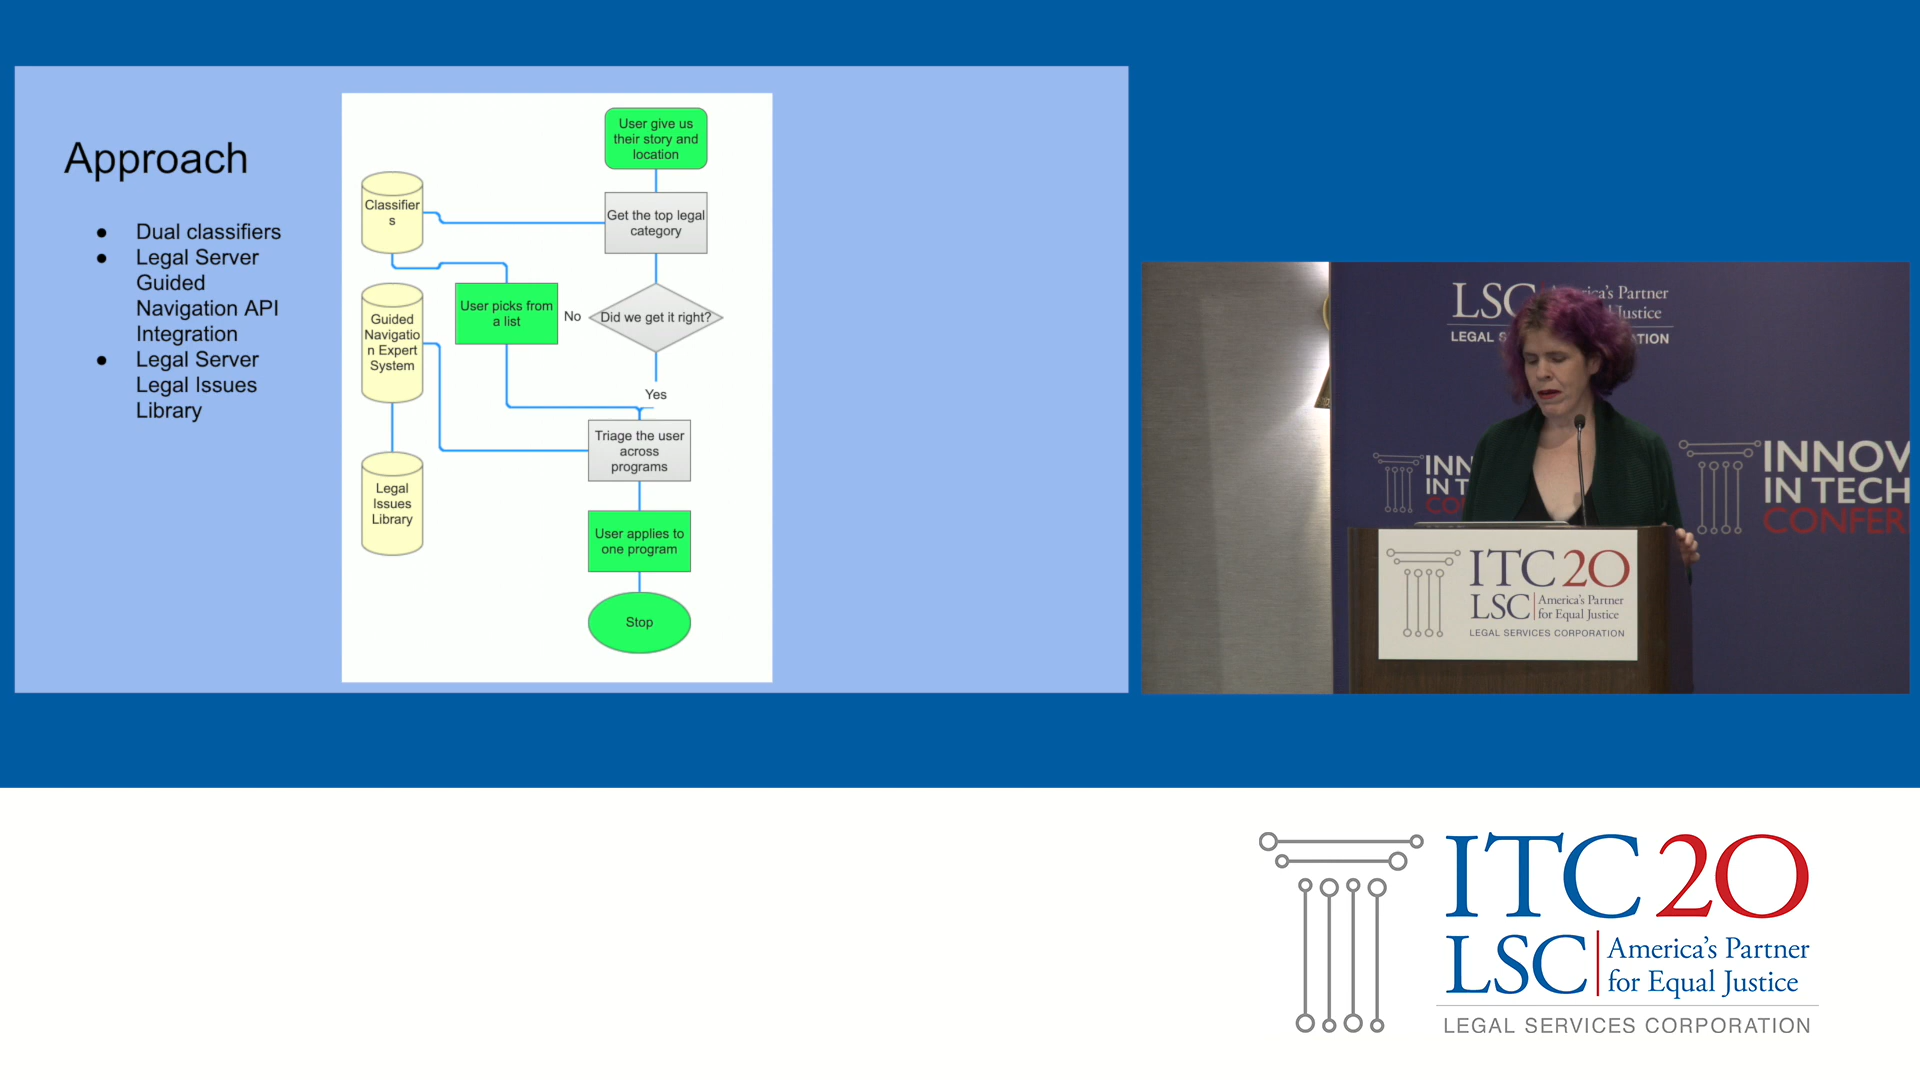 Approach
● Dual classifiers
● Legal Server
Guided
Navigation API
Integration
● Legal Server
Legal Issues
Library
User give us
their story and
location
Classifier
s
Get the top legal
category
User picks from
a list
No
Did we get it right?
Guided
Navigatio
n Expert
System
Yes
Triage the user
across
programs
Legal
Issues
Library
User applies to
one program
Stop
LSC
Partner
Justice
LEGAL
INN
IN T
CO
INNOV
IN TECH
CONFER
ITC 20
LSC America's Partner
for Equal Justice
LEGAL SERVICES CORPORATION
ITC 20
LSC America's Partner
for Equal Justice
LEGAL SERVICES CORPORATION